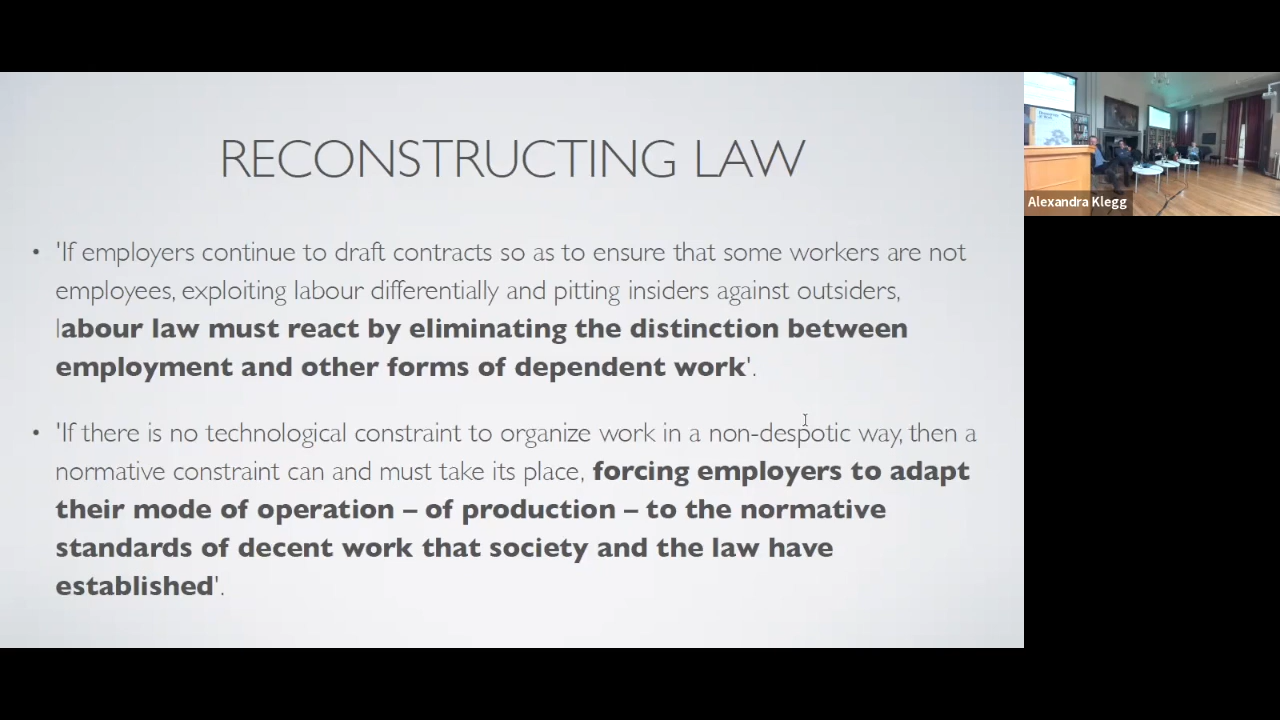 RECONSTRUCTING LAW
• 'If employers continue to draft contracts so as to ensure that some workers are not
employees, exploiting labour differentially and pitting insiders against outsiders,
labour law must react by eliminating the distinction between
employment and other forms of dependent work'.
• 'If there is no technological constraint to organize work in a non-despotic way, then a
normative constraint can and must take its place, forcing employers to adapt
their mode of operation – of production – to the normative
standards of decent work that society and the law have
established'.
Alexandra Klegg